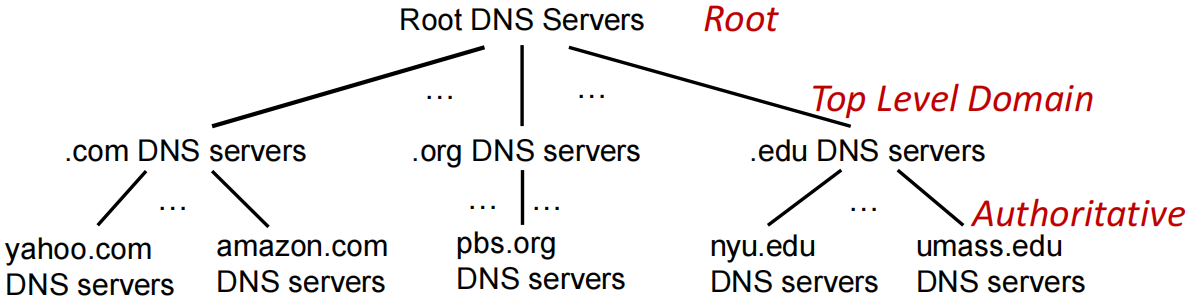 Root DNS Servers Root
... ...
Top Level Domain
.com DNS servers .org DNS servers .edu DNS servers
... ... ... ...
Authoritative
yahoo.com amazon.com pbs.org nyu.edu umass.edu
DNS servers DNS servers DNS servers DNS servers DNS servers